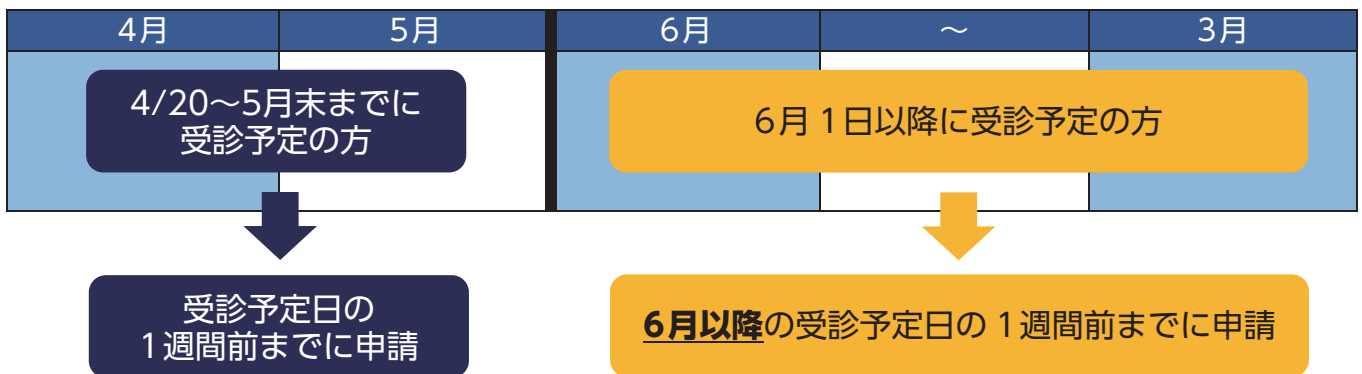 4月 5月 6月 ～ 3月
4/20～5月末までに
受診予定の方
6月1日以降に受診予定の方
受診予定日の
1週間前までに申請
6月以降の受診予定日の1週間前までに申請